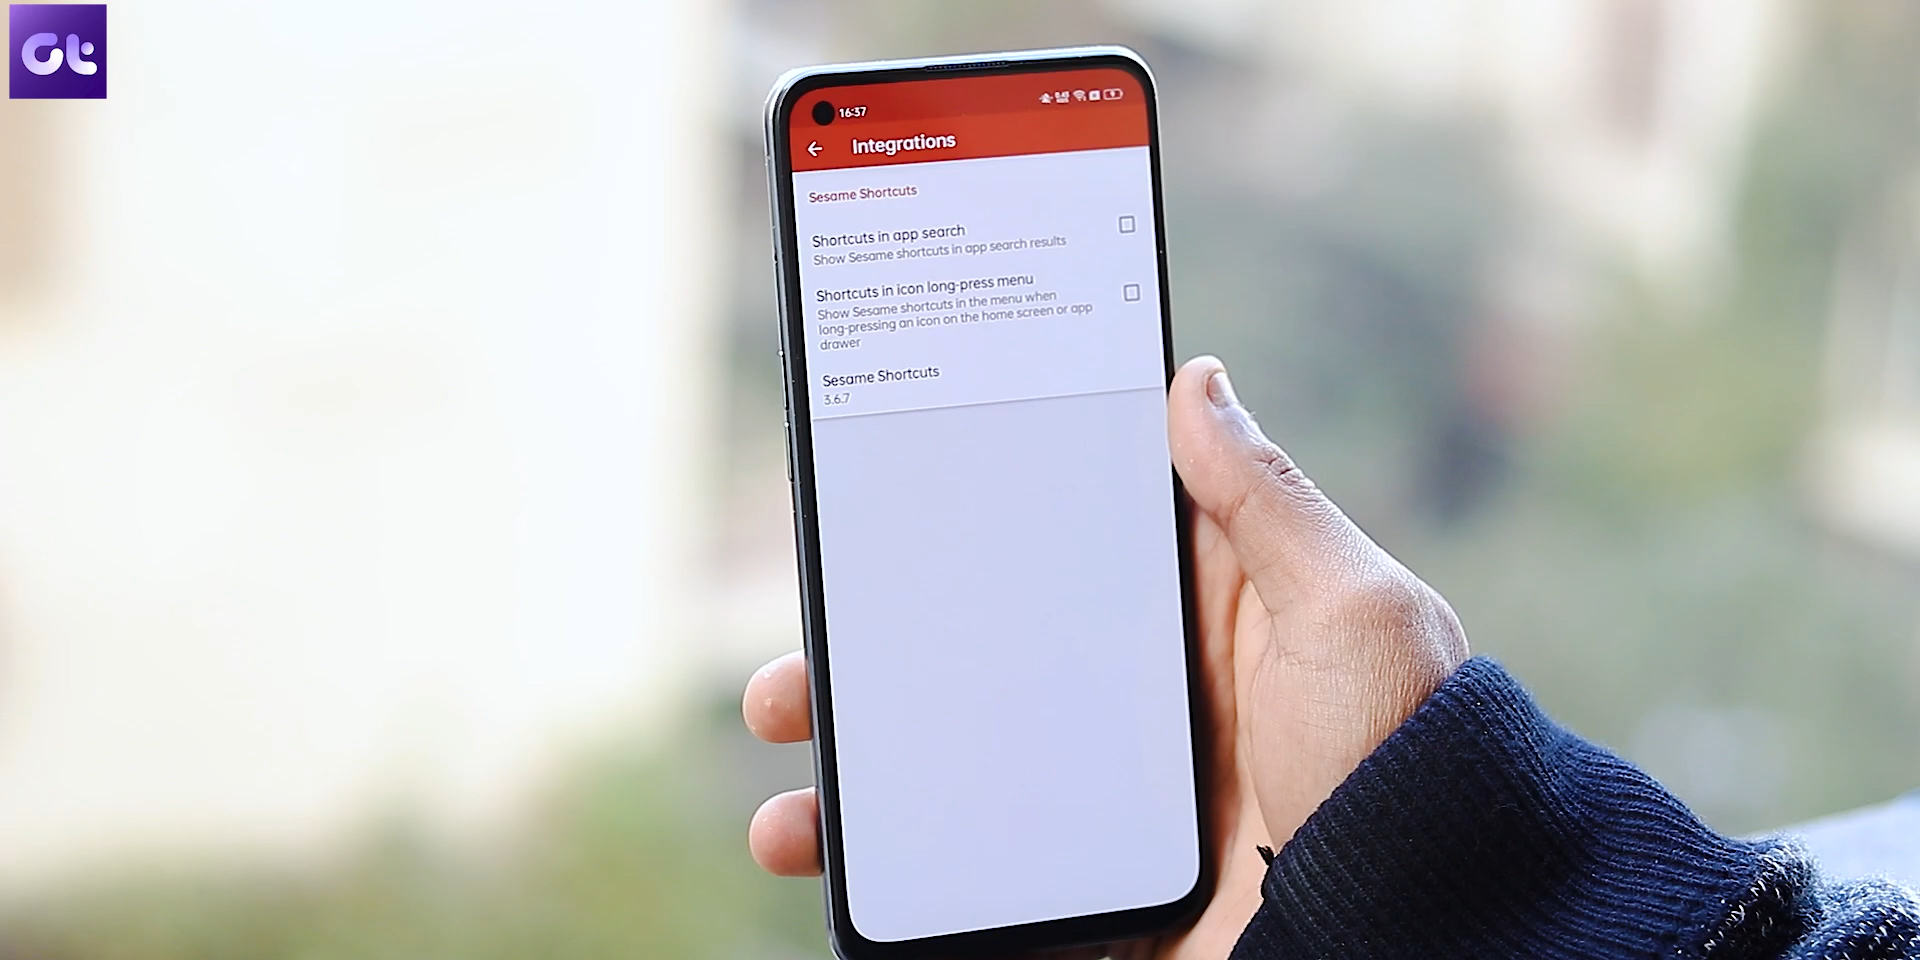 Gt
16:37
Integrations
Sesame Shortcuts
Shortcuts in app search
Show Sesame shortcuts in app search results
Shortcuts in icon long-press menu
Show Sesame shortcuts in the menu when
long-pressing an icon on the home screen or app
drawer
Sesame Shortcuts
3.6.7